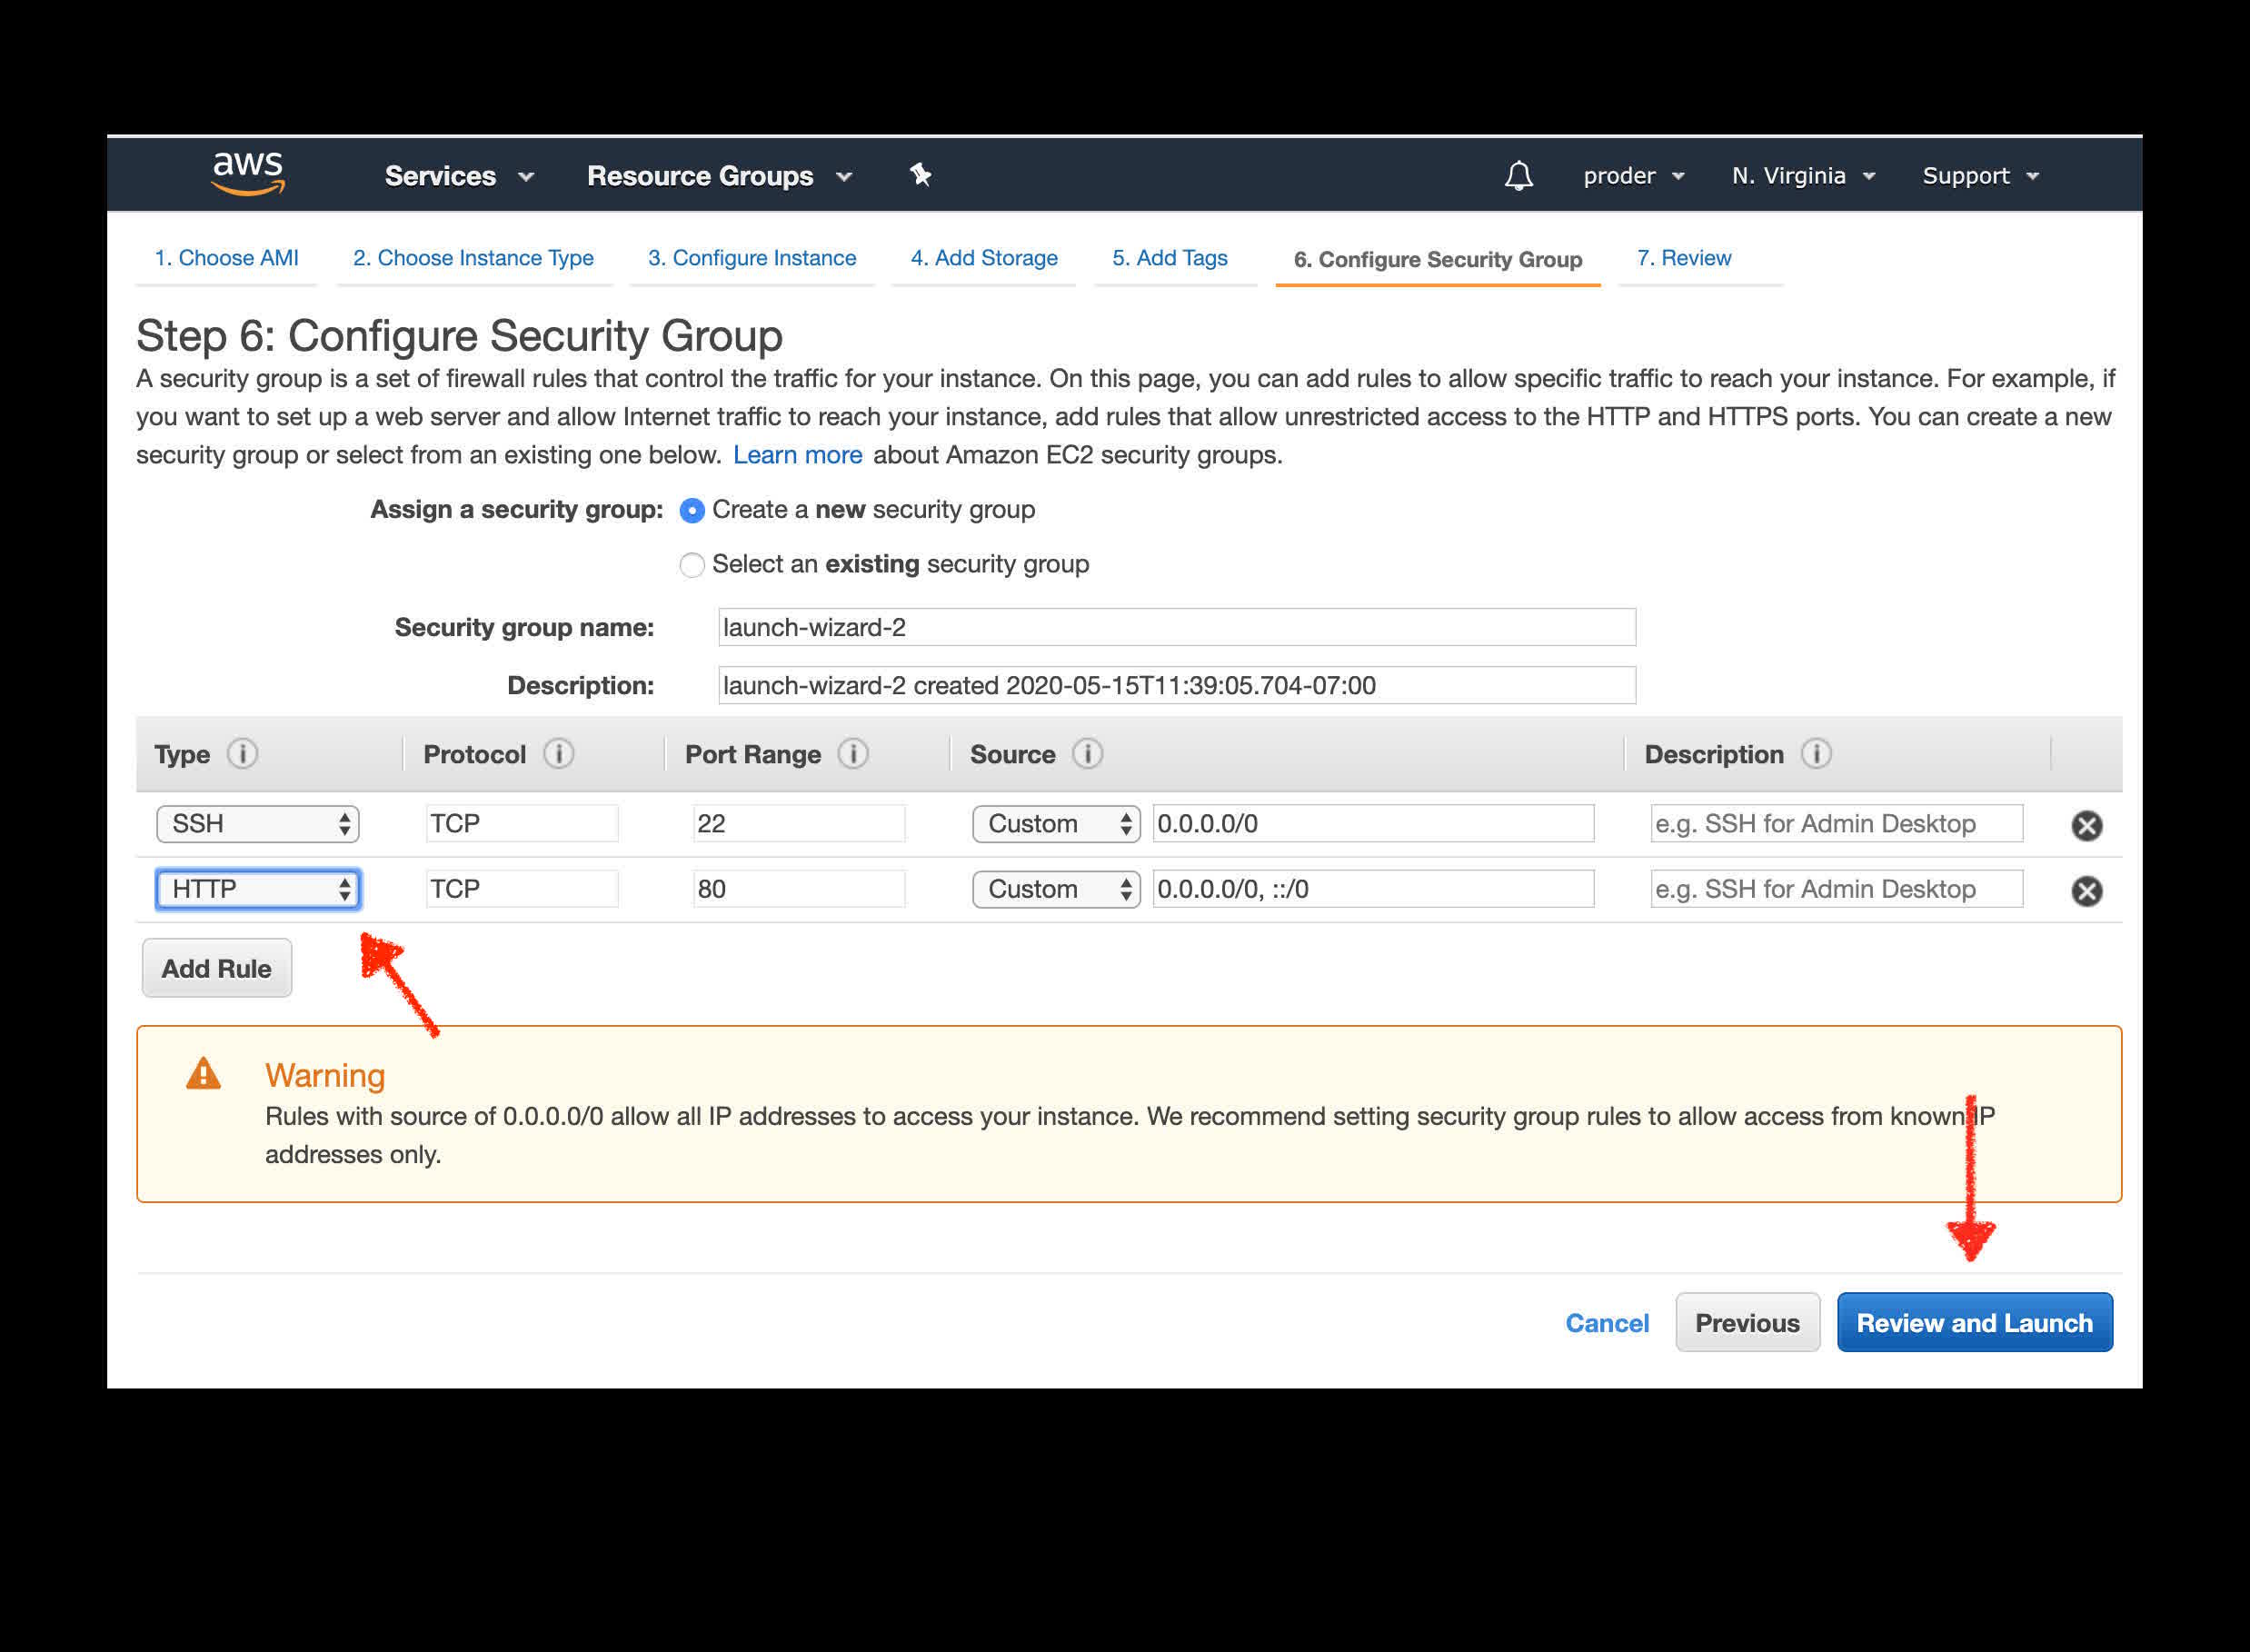 aws Services Resource Groups proder N. Virginia Support
1. Choose AMI 2. Choose Instance Type 3. Configure Instance 4. Add Storage 5. Add Tags 6. Configure Security Group 7. Review
Step 6: Configure Security Group
A security group is a set of firewall rules that control the traffic for your instance. On this page, you can add rules to allow specific traffic to reach your instance. For example, if
you want to set up a web server and allow Internet traffic to reach your instance, add rules that allow unrestricted access to the HTTP and HTTPS ports. You can create a new
security group or select from an existing one below. Learn more about Amazon EC2 security groups.
Assign a security group: Create a new security group
Select an existing security group
Security group name: launch-wizard-2
Description: launch-wizard-2 created 2020-05-15T11:39:05.704-07:00
Type i Protocol i Port Range i Source i Description i
SSH TCP 22 Custom 0.0.0.0/0 e.g. SSH for Admin Desktop
HTTP TCP 80 Custom 0.0.0.0/0, ::/0 e.g. SSH for Admin Desktop
Add Rule
Warning
Rules with source of 0.0.0.0/0 allow all IP addresses to access your instance. We recommend setting security group rules to allow access from known IP
addresses only.
Cancel Previous Review and Launch